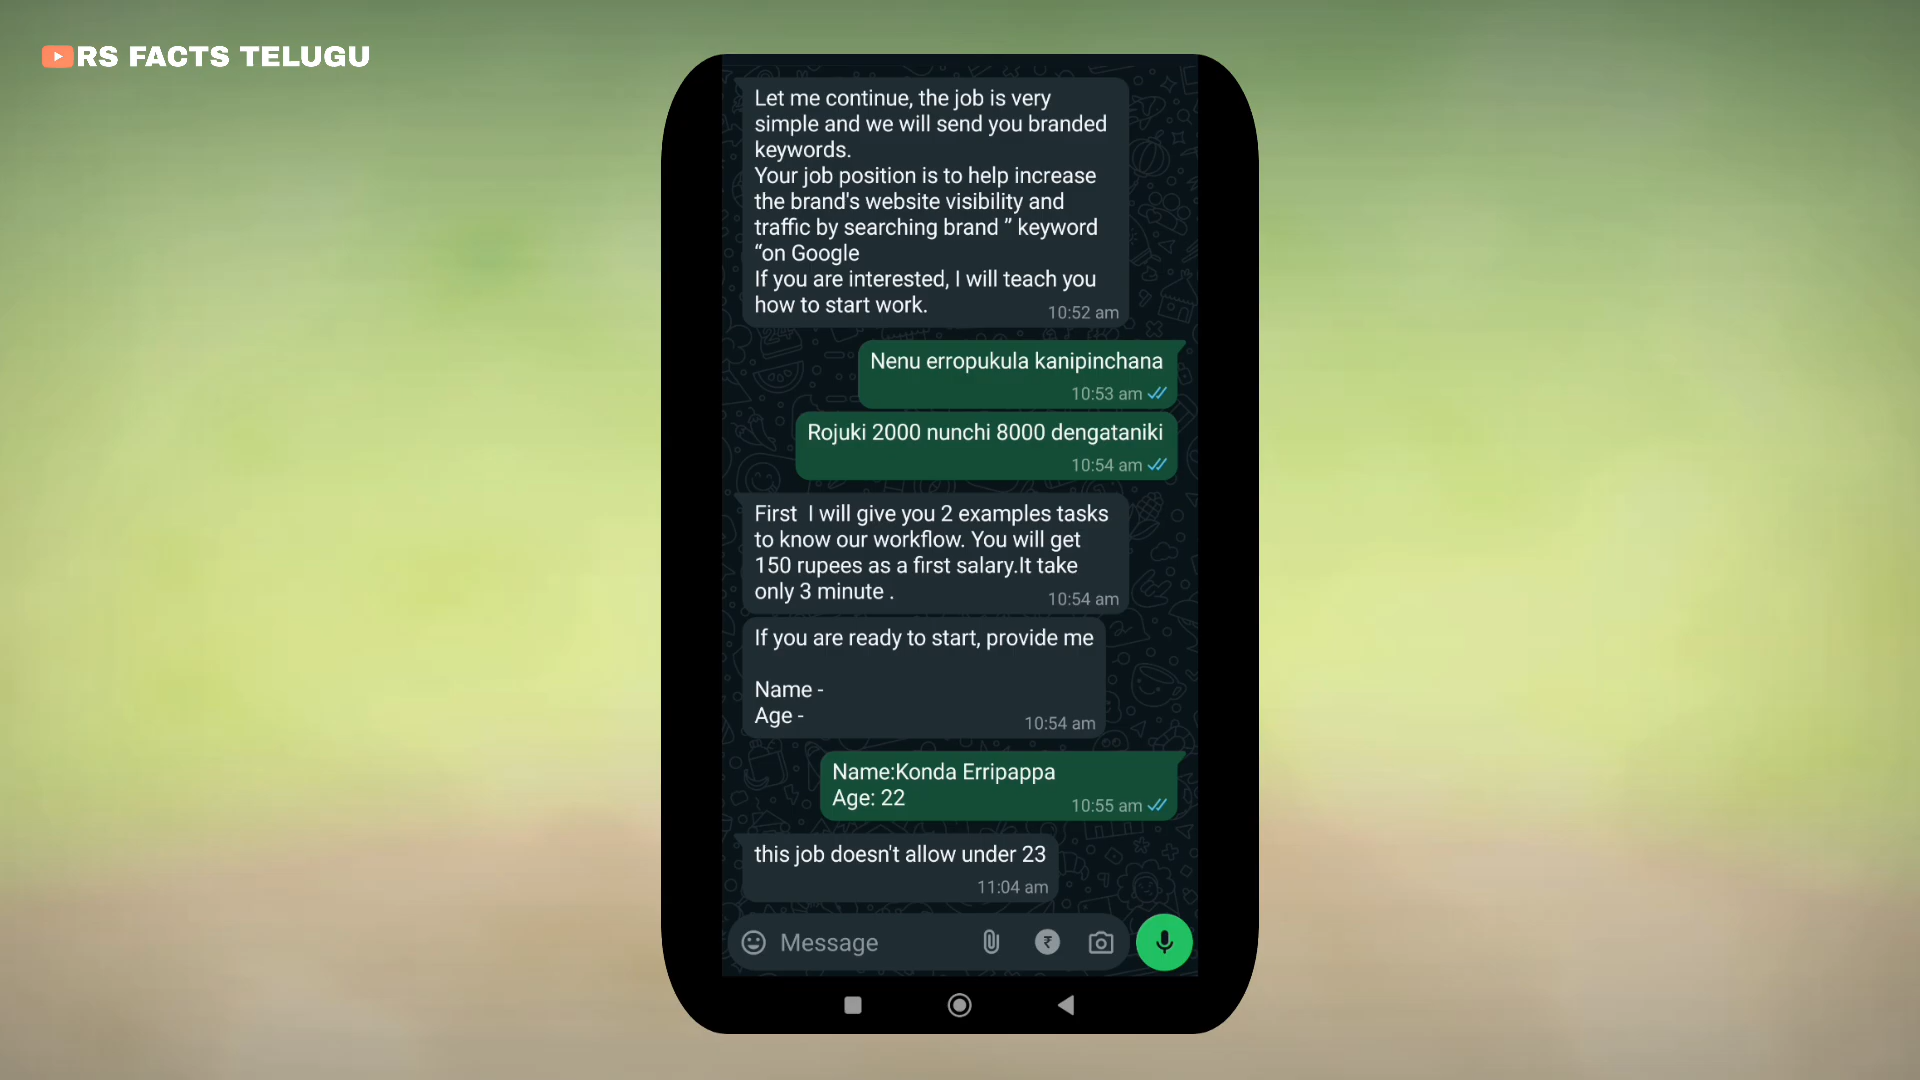 RS FACTS TELUGU
Let me continue, the job is very
simple and we will send you branded
keywords.
Your job position is to help increase
the brand's website visibility and
traffic by searching brand ” keyword
“on Google
If you are interested, I will teach you
how to start work.
10:52 am
Nenu erropukula kanipinchana
10:53 am
Rojuki 2000 nunchi 8000 dengataniki
10:54 am
First  I will give you 2 examples tasks
to know our workflow. You will get
150 rupees as a first salary.It take
only 3 minute .
10:54 am
If you are ready to start, provide me
Name -
Age -
10:54 am
Name:Konda Erripappa
Age: 22
10:55 am
this job doesn't allow under 23
11:04 am
Message
₹